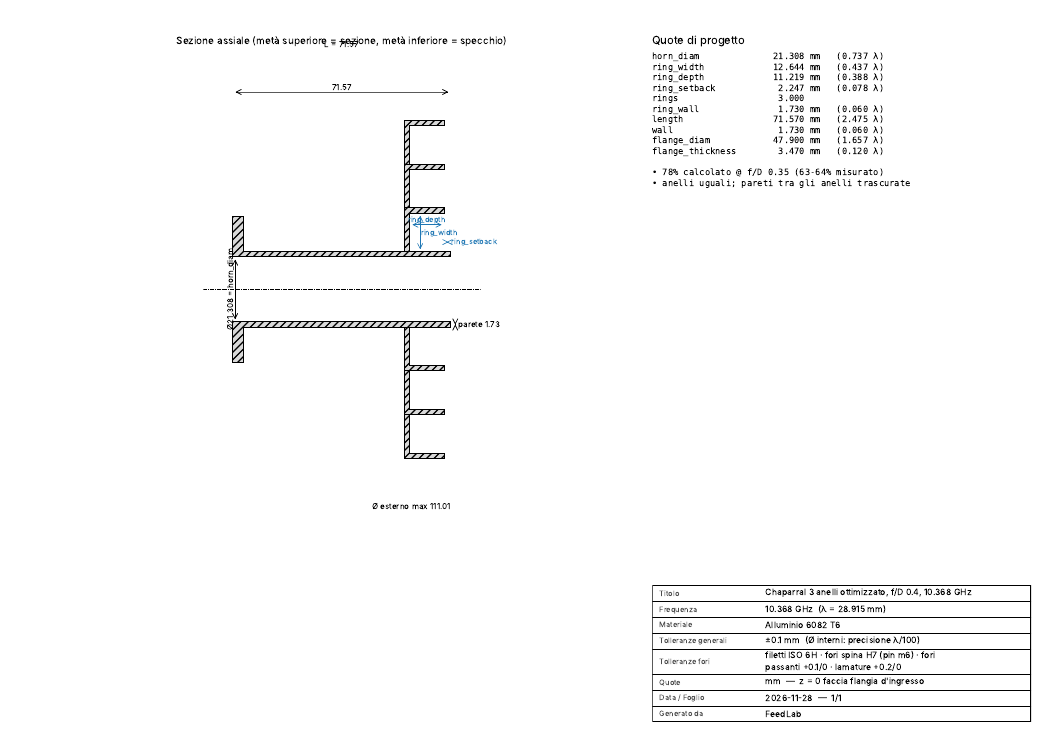 Sezione assiale (metà superiore = sezione, metà inferiore = specchio)
L = 71.57
71.57
ring_depth
ring_width
ring_setback
Ø21.308 = horn_diam
parete 1.73
Ø esterno max 111.01
Quote di progetto
horn_diam 21.308 mm (0.737 λ)
ring_width 12.644 mm (0.437 λ)
ring_depth 11.219 mm (0.388 λ)
ring_setback 2.247 mm (0.078 λ)
rings 3.000
ring_wall 1.730 mm (0.060 λ)
length 71.570 mm (2.475 λ)
wall 1.730 mm (0.060 λ)
flange_diam 47.900 mm (1.657 λ)
flange_thickness 3.470 mm (0.120 λ)
• 78% calcolato @ f/D 0.35 (63-64% misurato)
• anelli uguali; pareti tra gli anelli trascurate
Titolo Chaparral 3 anelli ottimizzato, f/D 0.4, 10.368 GHz
Frequenza 10.368 GHz (λ = 28.915 mm)
Materiale Alluminio 6082 T6
Tolleranze generali ±0.1 mm (Ø interni: precisione λ/100)
Tolleranze fori filetti ISO 6H · fori spina H7 (pin m6) · fori
passanti +0.1/0 · lamature +0.2/0
Quote mm — z = 0 faccia flangia d'ingresso
Data / Foglio 2026-11-28 — 1/1
Generato da FeedLab